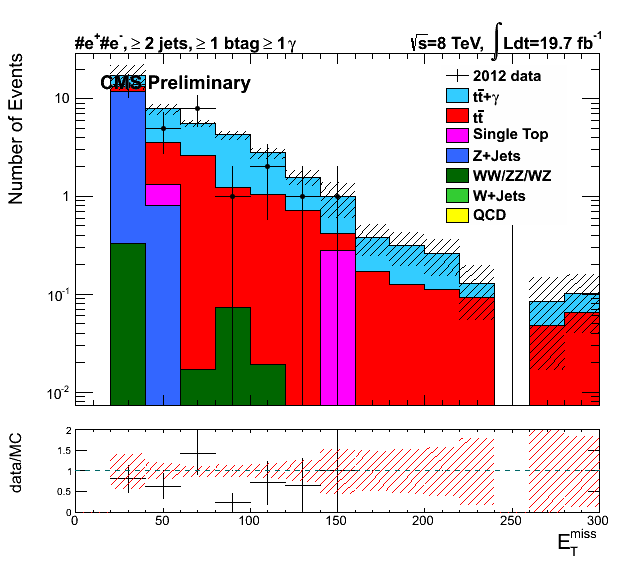 #e⁺#e⁻, ≥ 2 jets, ≥ 1 btag ≥ 1γ √s=8 TeV, ∫Ldt=19.7 fb⁻¹
CMS Preliminary
2012 data
tt̄+γ
tt̄
Single Top
Z+Jets
WW/ZZ/WZ
W+Jets
QCD
Number of Events
10
1
10⁻¹
10⁻²
data/MC
2
1.5
1
0.5
0
0 50 100 150 200 250 300
E_T^miss